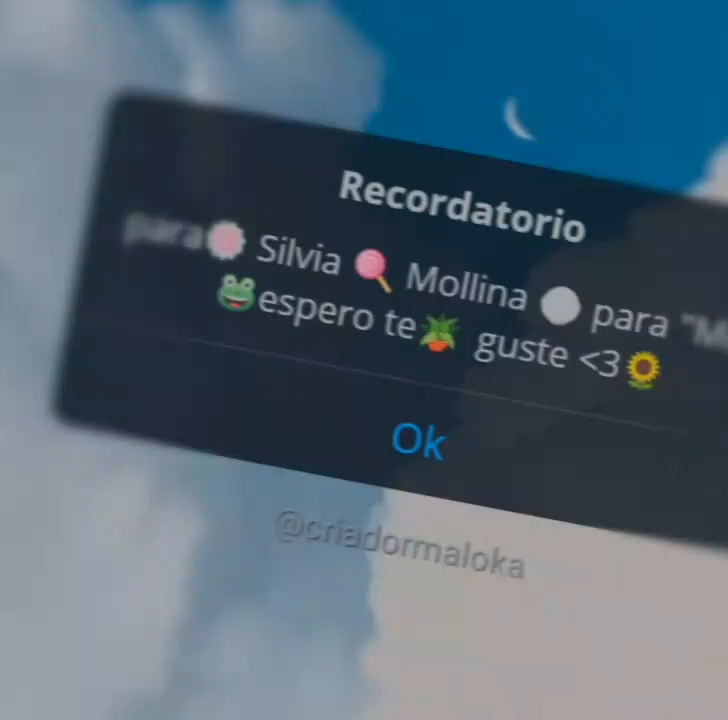 Recordatorio
para🌸 Silvia 🍭 Mollina ⚪ para
🐸espero te🪴 guste <3🌻
Ok
@criadormaloka